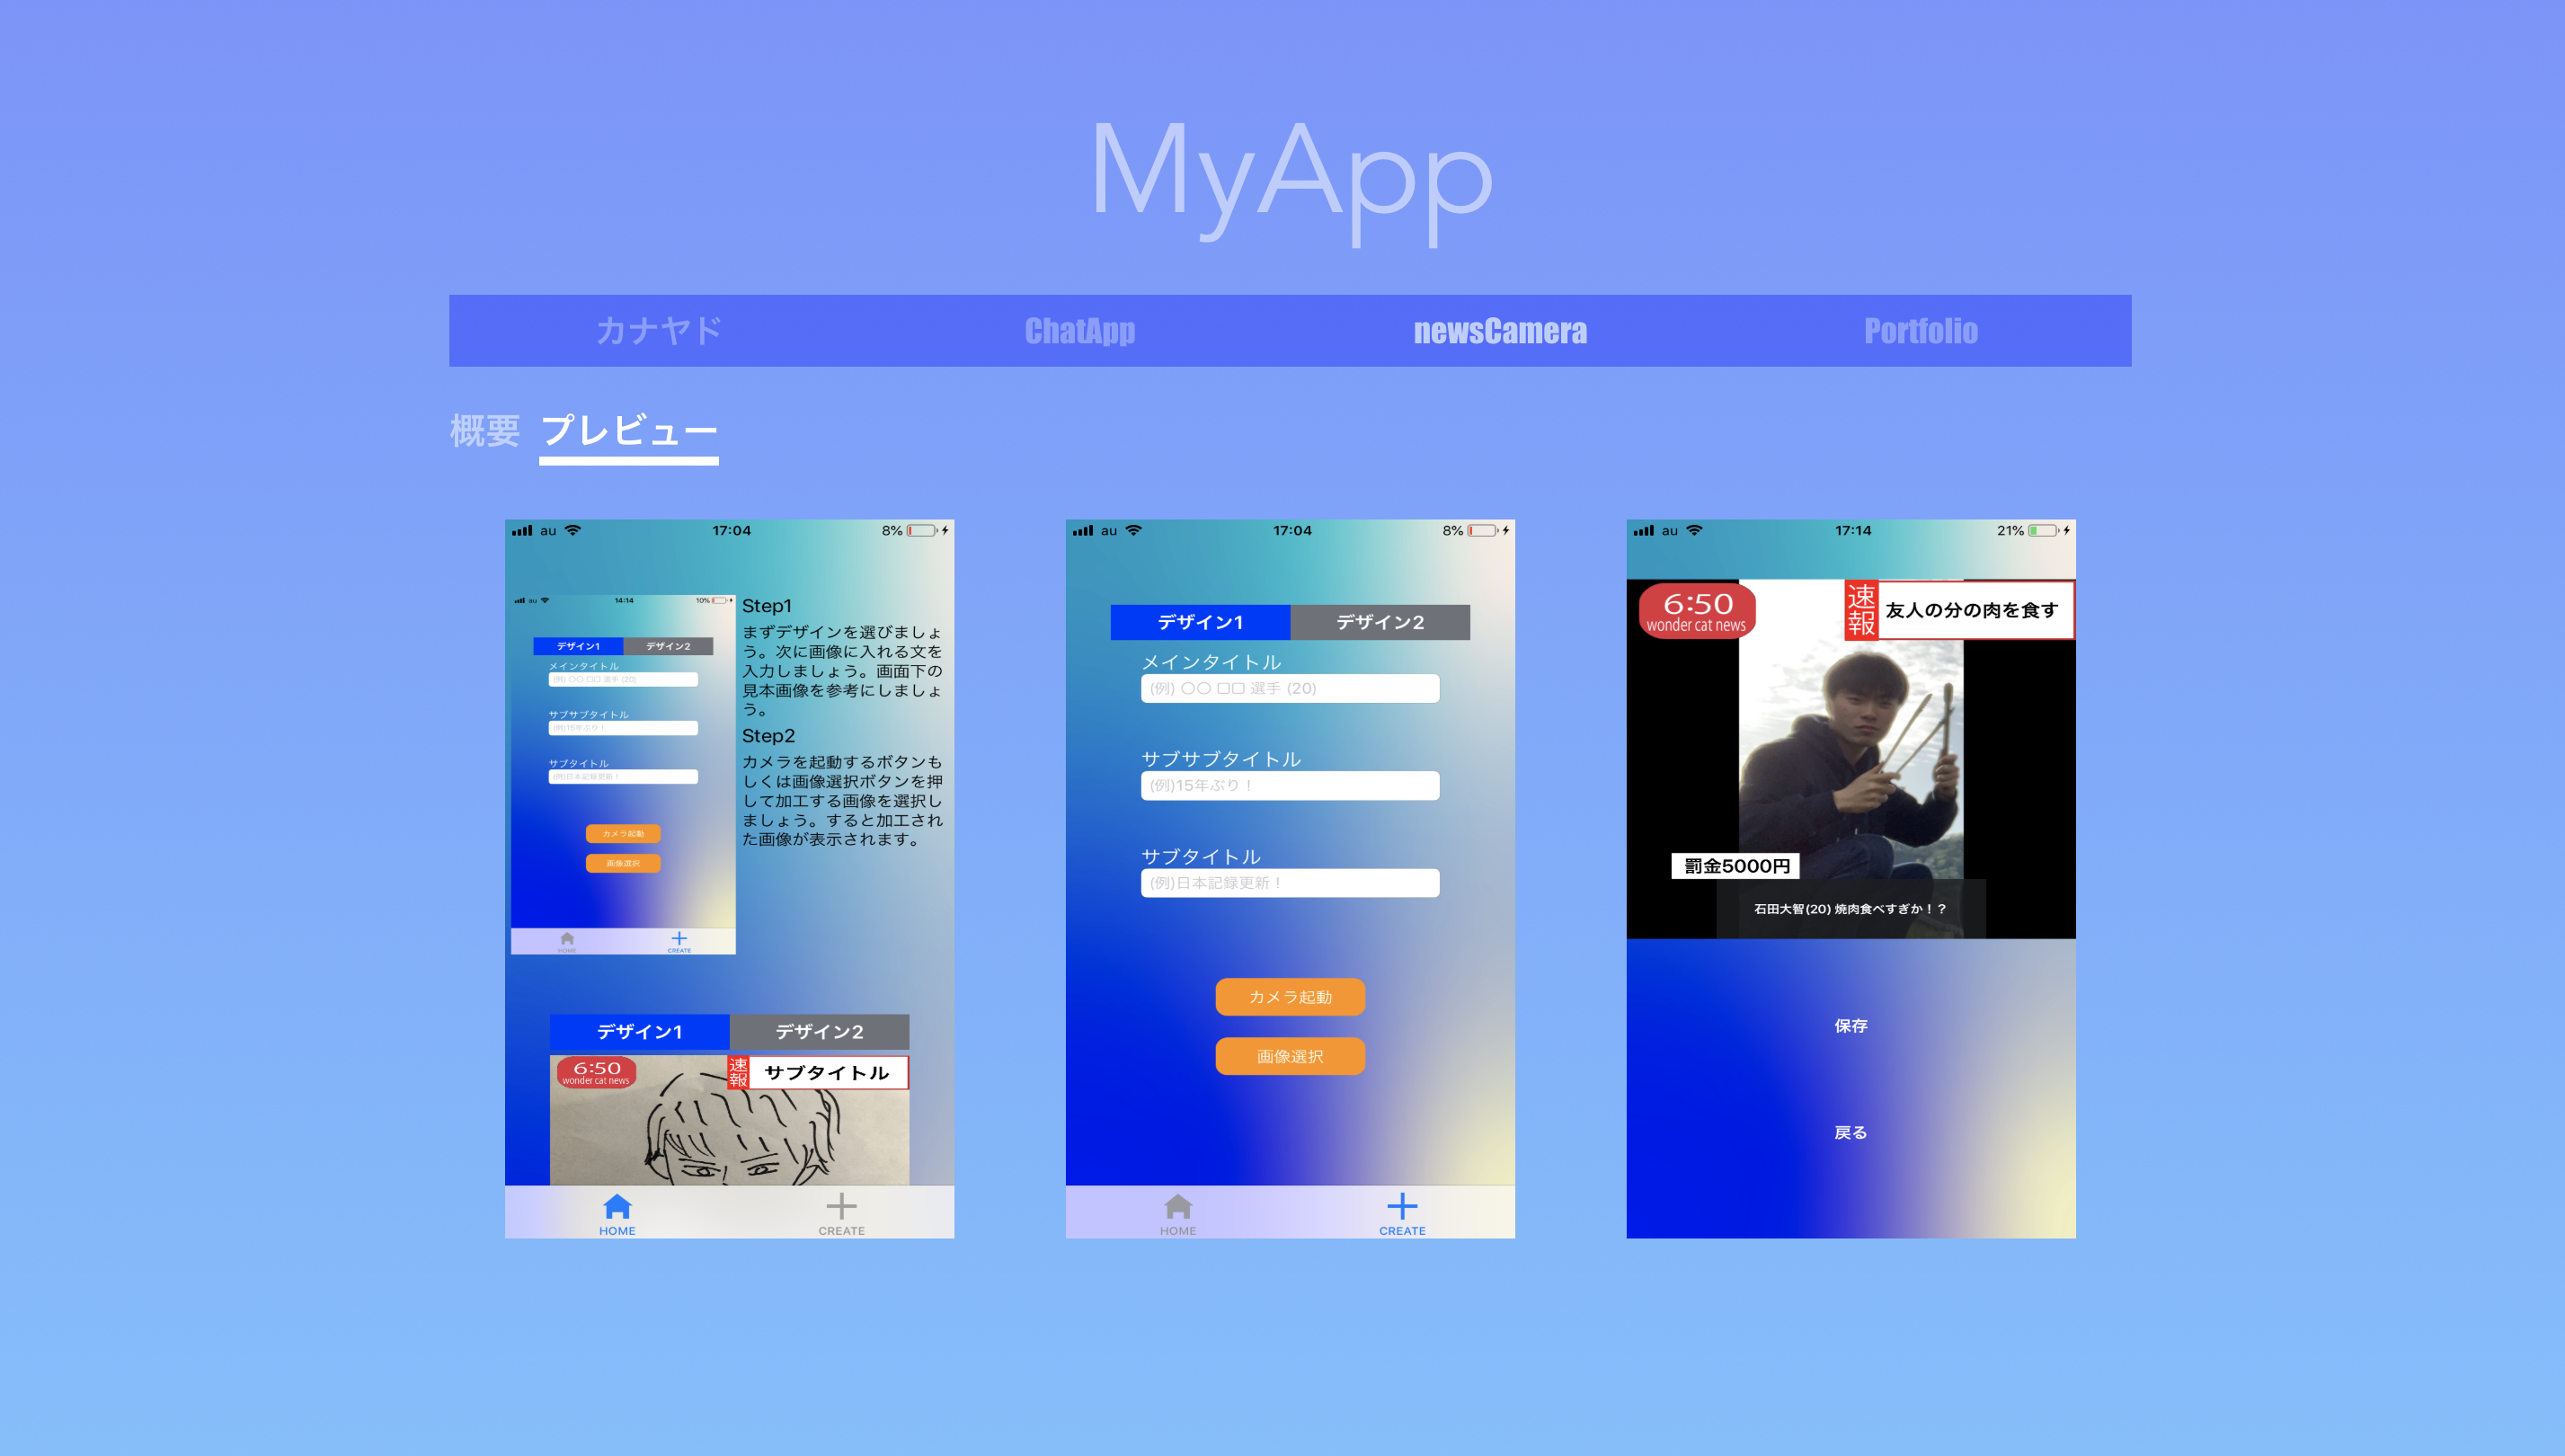 MyApp
カナヤド
ChatApp
newsCamera
Portfolio
概要 プレビュー
au 17:04 8%
au 14:14 10%
デザイン1 デザイン2
メインタイトル
(例) 〇〇 □□ 選手 (20)
サブサブタイトル
(例)15年ぶり！
サブタイトル
(例)日本記録更新！
カメラ起動
画像選択
HOME CREATE
Step1
まずデザインを選びましょ
う。次に画像に入れる文を
入力しましょう。画面下の
見本画像を参考にしましょ
う。
Step2
カメラを起動するボタンも
しくは画像選択ボタンを押
して加工する画像を選択し
ましょう。すると加工され
た画像が表示されます。
デザイン1 デザイン2
6:50
wonder cat news
速報
サブタイトル
HOME CREATE
au 17:04 8%
デザイン1 デザイン2
メインタイトル
(例) 〇〇 □□ 選手 (20)
サブサブタイトル
(例)15年ぶり！
サブタイトル
(例)日本記録更新！
カメラ起動
画像選択
HOME CREATE
au 17:14 21%
6:50
wonder cat news
速報
友人の分の肉を食す
罰金5000円
石田大智(20) 焼肉食べすぎか！？
保存
戻る